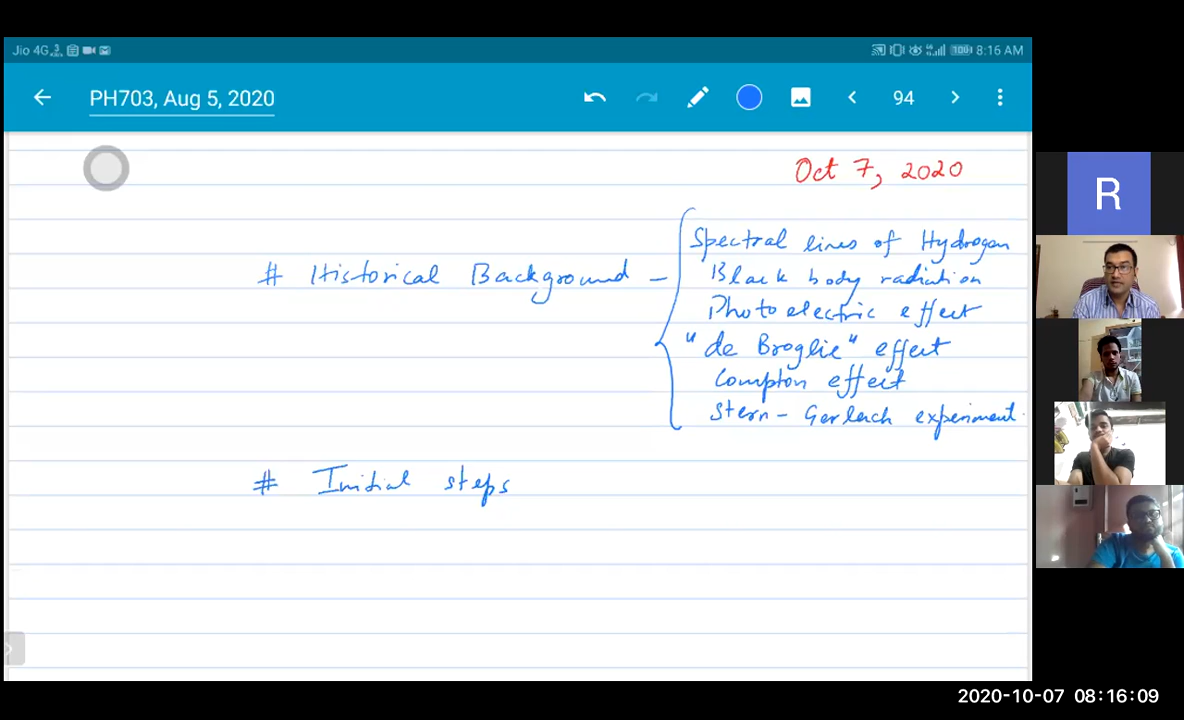 Jio 4G
8:16 AM
PH703, Aug 5, 2020
94
Oct 7, 2020
R
# Historical Background -
Spectral lines of Hydrogen
Black body radiation
Photoelectric effect
"de Broglie" effect
Compton effect
Stern - Gerlach experiment.
# Initial steps
2020-10-07 08:16:09